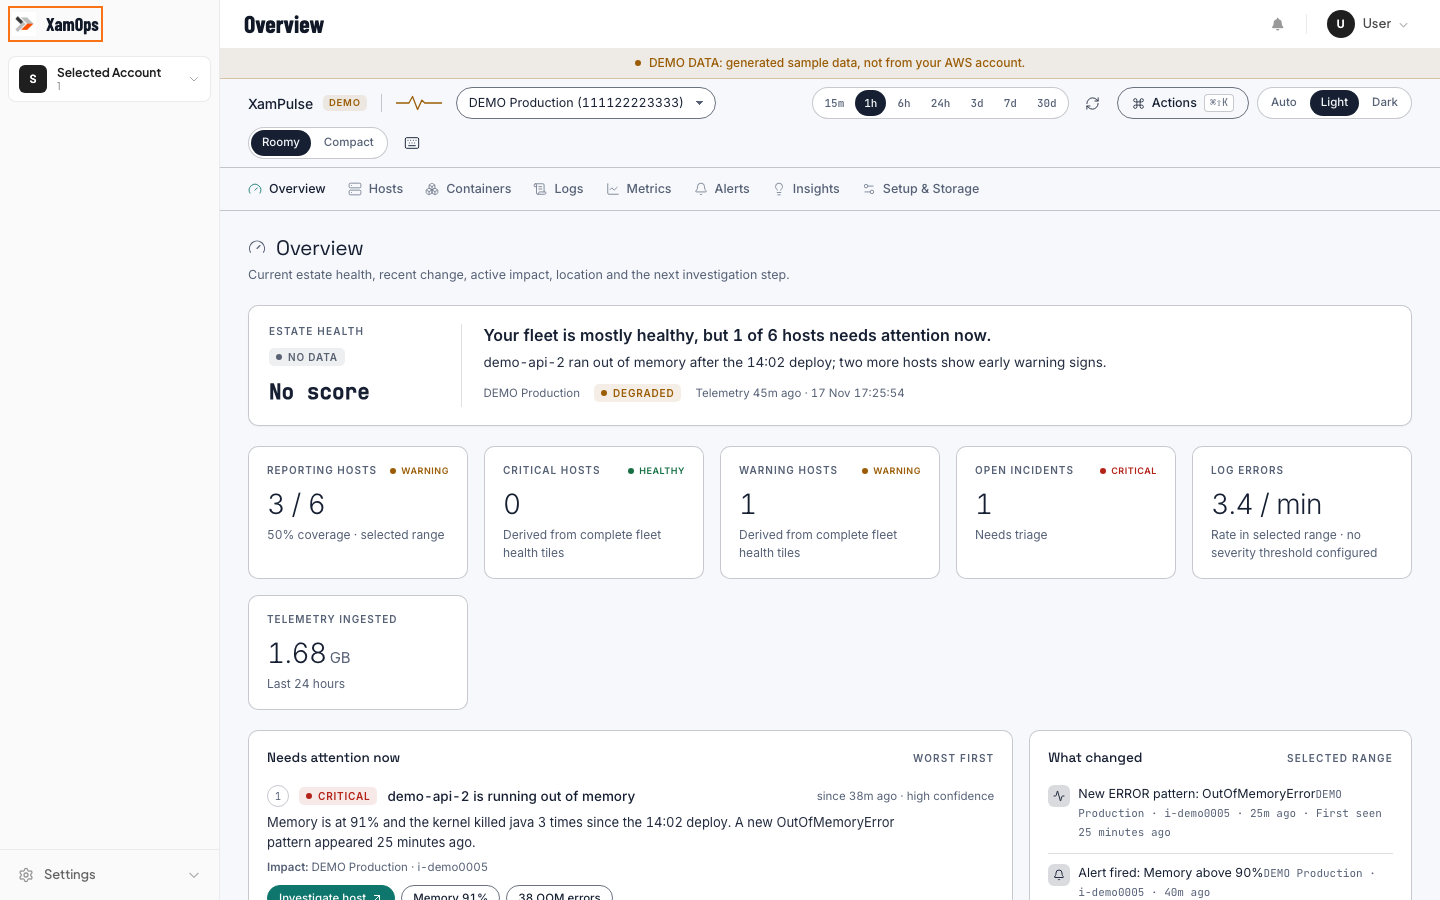 XamOps
Overview
U User
S Selected Account
1
DEMO DATA: generated sample data, not from your AWS account.
XamPulse DEMO DEMO Production (111122223333) 15m 1h 6h 24h 3d 7d 30d ⌘ Actions ⌘⇧K Auto Light Dark
Roomy Compact
Overview Hosts Containers Logs Metrics Alerts Insights Setup & Storage
Overview
Current estate health, recent change, active impact, location and the next investigation step.
ESTATE HEALTH
NO DATA
No score
Your fleet is mostly healthy, but 1 of 6 hosts needs attention now.
demo-api-2 ran out of memory after the 14:02 deploy; two more hosts show early warning signs.
DEMO Production DEGRADED Telemetry 45m ago · 17 Nov 17:25:54
REPORTING HOSTS WARNING
3 / 6
50% coverage · selected range
CRITICAL HOSTS HEALTHY
0
Derived from complete fleet
health tiles
WARNING HOSTS WARNING
1
Derived from complete fleet
health tiles
OPEN INCIDENTS CRITICAL
1
Needs triage
LOG ERRORS
3.4 / min
Rate in selected range · no
severity threshold configured
TELEMETRY INGESTED
1.68 GB
Last 24 hours
Needs attention now WORST FIRST
1 CRITICAL demo-api-2 is running out of memory since 38m ago · high confidence
Memory is at 91% and the kernel killed java 3 times since the 14:02 deploy. A new OutOfMemoryError
pattern appeared 25 minutes ago.
Impact: DEMO Production · i-demo0005
Investigate host Memory 91% 38 OOM errors
What changed SELECTED RANGE
New ERROR pattern: OutOfMemoryErrorDEMO
Production · i-demo0005 · 25m ago · First seen
25 minutes ago
Alert fired: Memory above 90%DEMO Production ·
i-demo0005 · 40m ago
Settings